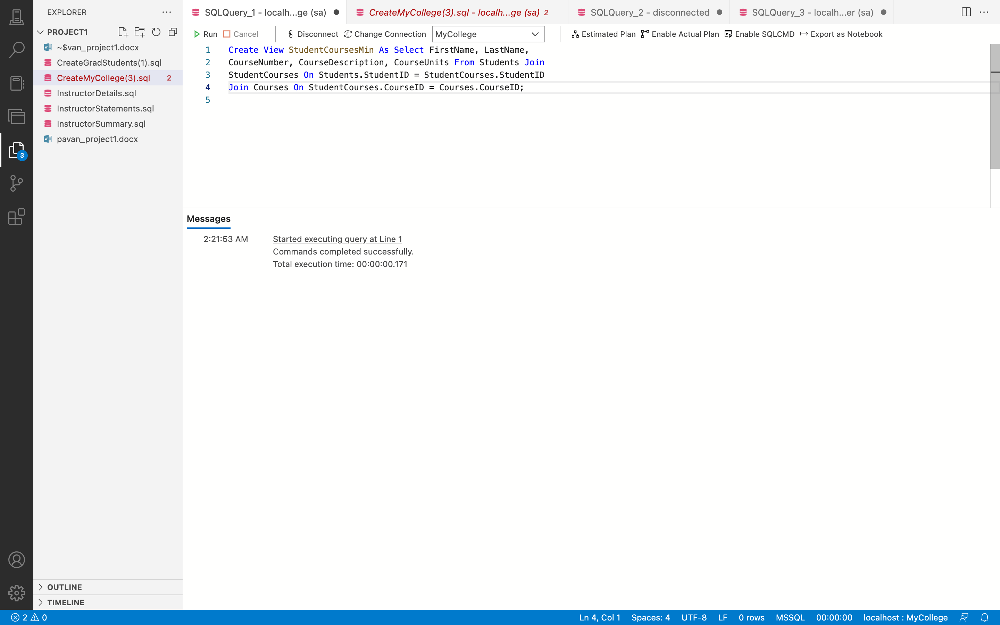 EXPLORER
PROJECT1
~$van_project1.docx
CreateGradStudents(1).sql
CreateMyCollege(3).sql 2
InstructorDetails.sql
InstructorStatements.sql
InstructorSummary.sql
pavan_project1.docx
3
OUTLINE
TIMELINE
SQLQuery_1 - localh...ge (sa)
CreateMyCollege(3).sql - localh...ge (sa) 2
SQLQuery_2 - disconnected
SQLQuery_3 - localh...er (sa)
Run Cancel Disconnect Change Connection MyCollege Estimated Plan Enable Actual Plan Enable SQLCMD Export as Notebook
1 Create View StudentCoursesMin As Select FirstName, LastName,
2 CourseNumber, CourseDescription, CourseUnits From Students Join
3 StudentCourses On Students.StudentID = StudentCourses.StudentID
4 Join Courses On StudentCourses.CourseID = Courses.CourseID;
5
Messages
2:21:53 AM Started executing query at Line 1
Commands completed successfully.
Total execution time: 00:00:00.171
2 0 Ln 4, Col 1 Spaces: 4 UTF-8 LF 0 rows MSSQL 00:00:00 localhost : MyCollege